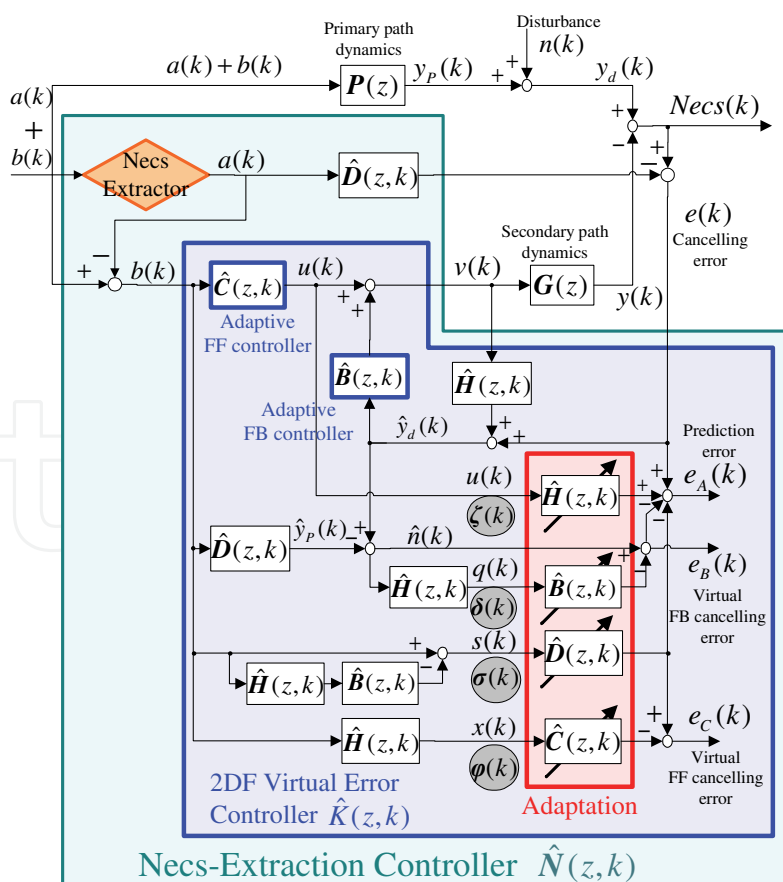 Primary path
dynamics
Disturbance
n(k)
a(k) + b(k)
P(z)
y_P(k)
+
+
y_d(k)
a(k)
+
b(k)
+
−
Necs(k)
Necs
Extractor
a(k)
D̂(z,k)
+
−
e(k)
Cancelling
error
−
+
b(k)
Ĉ(z,k)
u(k)
+
+
v(k)
Secondary path
dynamics
G(z)
y(k)
Adaptive
FF controller
B̂(z,k)
Ĥ(z,k)
Adaptive
FB controller
ŷ_d(k)
+
+
Prediction
error
u(k)
ζ(k)
Ĥ(z,k)
+
+
−
−
e_A(k)
D̂(z,k)
ŷ_P(k)
+
−
n̂(k)
+
−
e_B(k)
Virtual
FB cancelling
error
Ĥ(z,k)
q(k)
δ(k)
B̂(z,k)
+
−
s(k)
σ(k)
D̂(z,k)
Ĥ(z,k)
B̂(z,k)
Ĥ(z,k)
x(k)
φ(k)
Ĉ(z,k)
+
−
e_C(k)
Virtual
FF cancelling
error
2DF Virtual Error
Controller K̂(z,k)
Adaptation
Necs-Extraction Controller N̂(z,k)